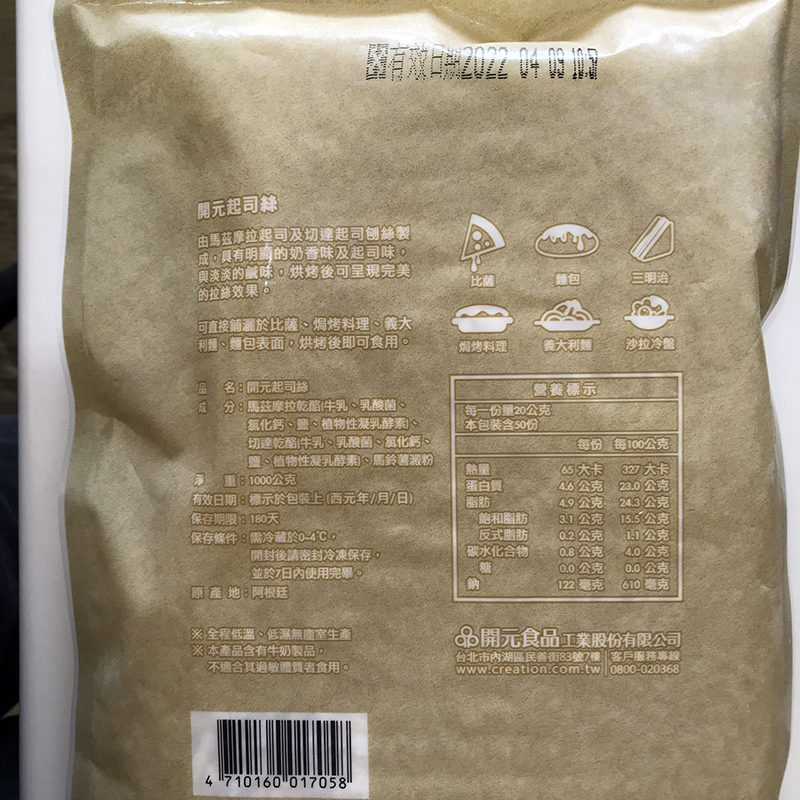 有效日期2022 04 09
開元起司絲
由馬茲摩拉起司及切達起司刨絲製
成，具有明顯的奶香味及起司味，
與淡淡的鹹味，烘烤後可呈現完美
的拉絲效果。
可直接鋪灑於比薩、焗烤料理、義大
利麵、麵包表面，烘烤後即可食用。
比薩 麵包 三明治
焗烤料理 義大利麵 沙拉冷盤
品 名：開元起司絲
成 分：馬茲摩拉乾酪(牛乳、乳酸菌、
氯化鈣、鹽、植物性凝乳酵素)、
切達乾酪(牛乳、乳酸菌、氯化鈣、
鹽、植物性凝乳酵素)、馬鈴薯澱粉
淨 重：1000公克
有效日期：標示於包裝上 (西元年/月/日)
保存期限：180天
保存條件：需冷藏於0~4℃，
開封後請密封冷凍保存，
並於7日內使用完畢。
原 產 地：阿根廷
※ 全程低溫、低濕無塵室生產
※ 本產品含有牛奶製品，
不適合其過敏體質者食用。
營養標示
每一份量20公克
本包裝含50份
每份 每100公克
熱量 65 大卡 327 大卡
蛋白質 4.6 公克 23.0 公克
脂肪 4.9 公克 24.3 公克
飽和脂肪 3.1 公克 15.5 公克
反式脂肪 0.2 公克 1.1 公克
碳水化合物 0.8 公克 4.0 公克
糖 0.0 公克 0.0 公克
鈉 122 毫克 610 毫克
開元食品工業股份有限公司
台北市內湖區民善街83號7樓 客戶服務專線
www.creation.com.tw 0800-020368
4 710160 017058